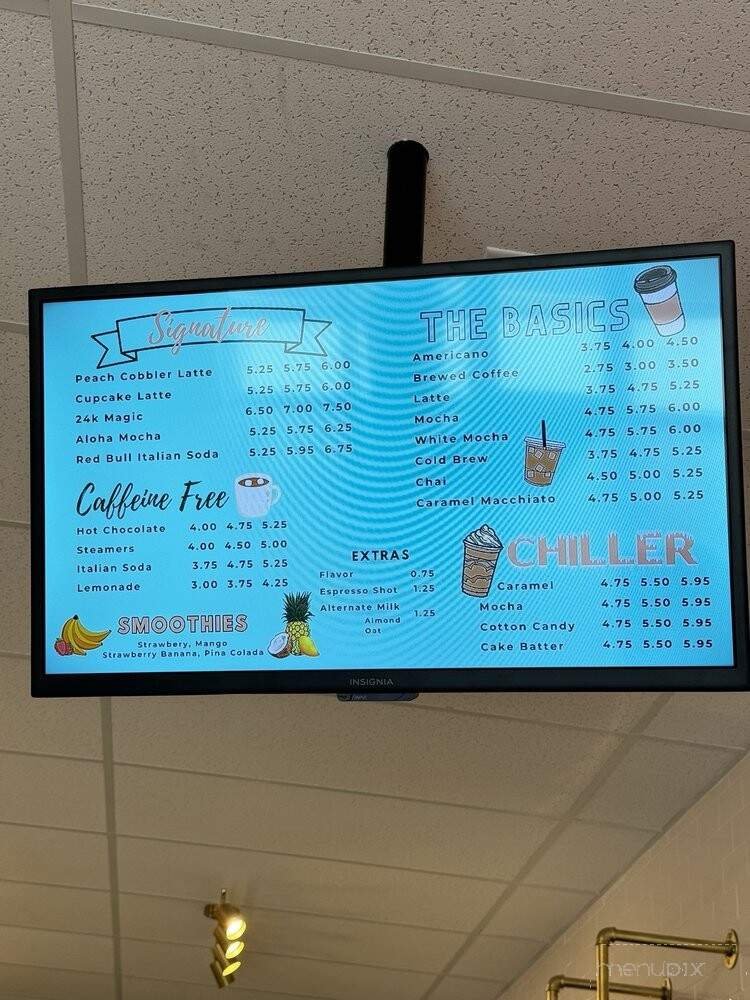 Signature
Peach Cobbler Latte 5.25 5.75 6.00
Cupcake Latte 5.25 5.75 6.00
24k Magic 6.50 7.00 7.50
Aloha Mocha 5.25 5.75 6.25
Red Bull Italian Soda 5.25 5.95 6.75
Caffeine Free
Hot Chocolate 4.00 4.75 5.25
Steamers 4.00 4.50 5.00
Italian Soda 3.75 4.75 5.25
Lemonade 3.00 3.75 4.25
SMOOTHIES
Strawbery, Mango
Strawberry Banana, Pina Colada
EXTRAS
Flavor 0.75
Espresso Shot 1.25
Alternate Milk 1.25
Almond
Oat
THE BASICS
Americano 3.75 4.00 4.50
Brewed Coffee 2.75 3.00 3.50
Latte 3.75 4.75 5.25
Mocha 4.75 5.75 6.00
White Mocha 4.75 5.75 6.00
Cold Brew 3.75 4.75 5.25
Chai 4.50 5.00 5.25
Caramel Macchiato 4.75 5.00 5.25
CHILLER
Caramel 4.75 5.50 5.95
Mocha 4.75 5.50 5.95
Cotton Candy 4.75 5.50 5.95
Cake Batter 4.75 5.50 5.95
INSIGNIA
menupix